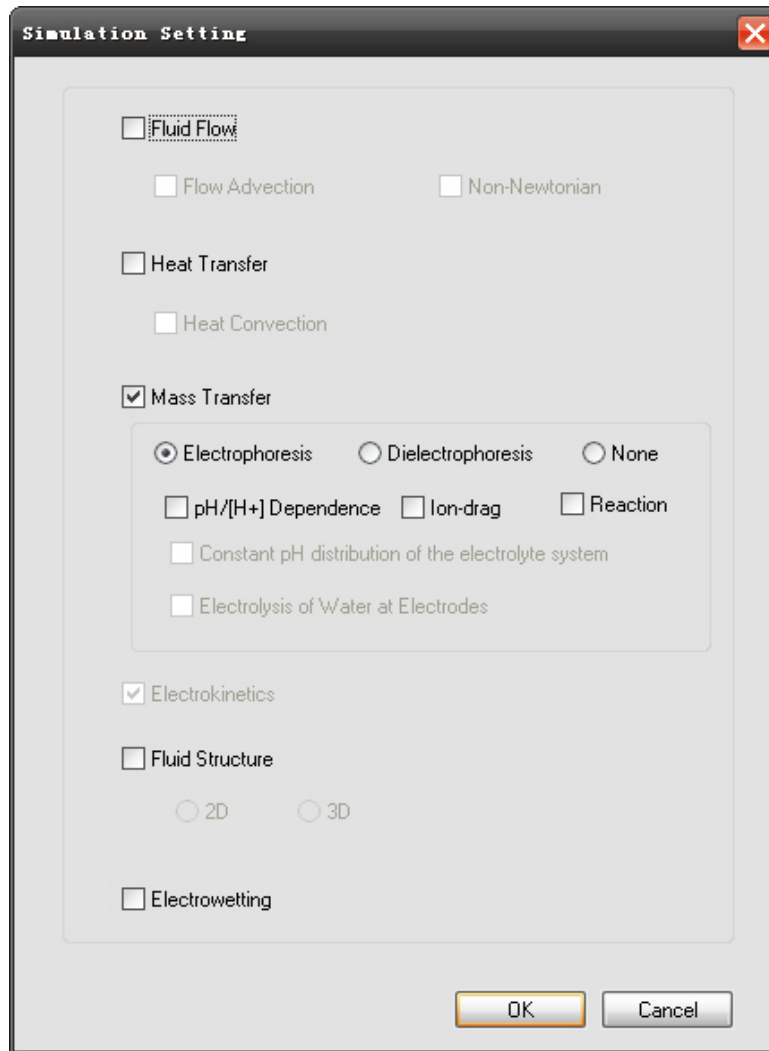 Simulation Setting
Fluid Flow
Flow Advection Non-Newtonian
Heat Transfer
Heat Convection
Mass Transfer
Electrophoresis Dielectrophoresis None
pH/[H+] Dependence Ion-drag Reaction
Constant pH distribution of the electrolyte system
Electrolysis of Water at Electrodes
Electrokinetics
Fluid Structure
2D 3D
Electrowetting
OK Cancel